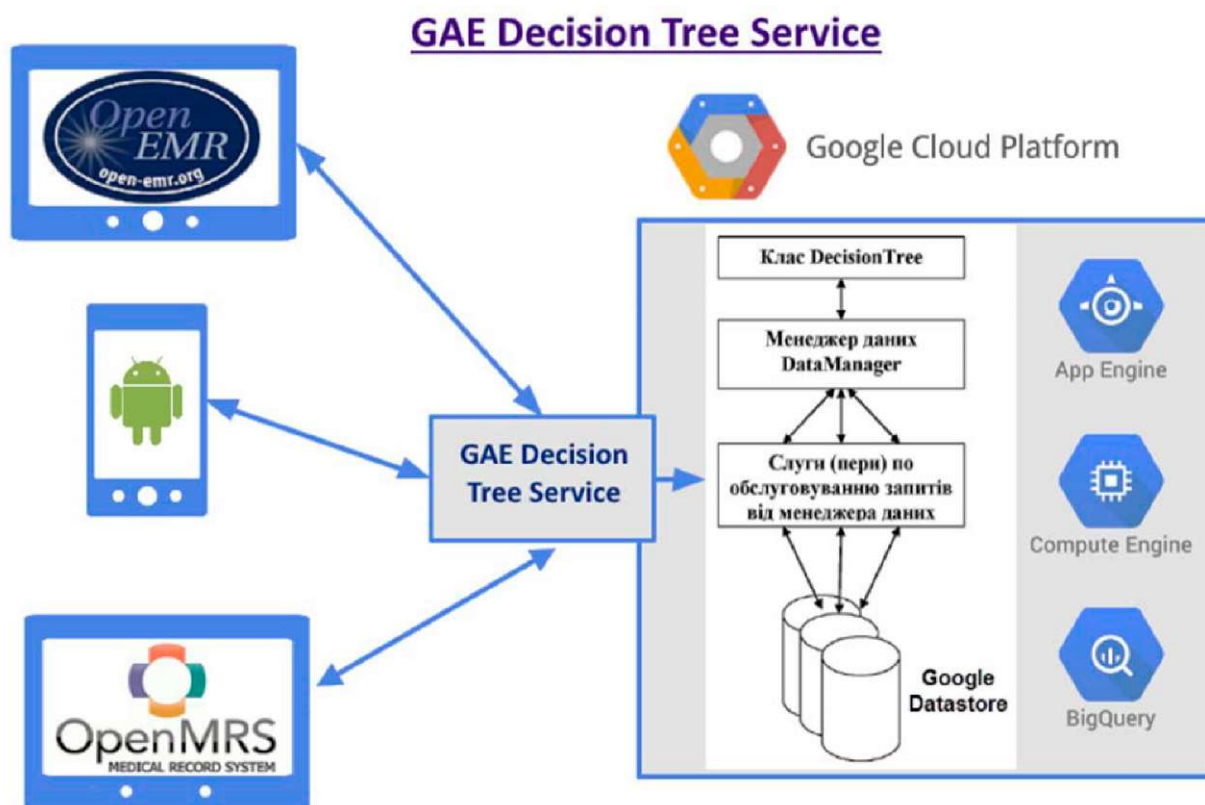 GAE Decision Tree Service
Open
EMR
open-emr.org
Google Cloud Platform
Клас DecisionTree
Менеджер даних
DataManager
Слуги (пери) по
обслуговуванню запитів
від менеджера даних
Google
Datastore
App Engine
Compute Engine
BigQuery
GAE Decision
Tree Service
OpenMRS
MEDICAL RECORD SYSTEM